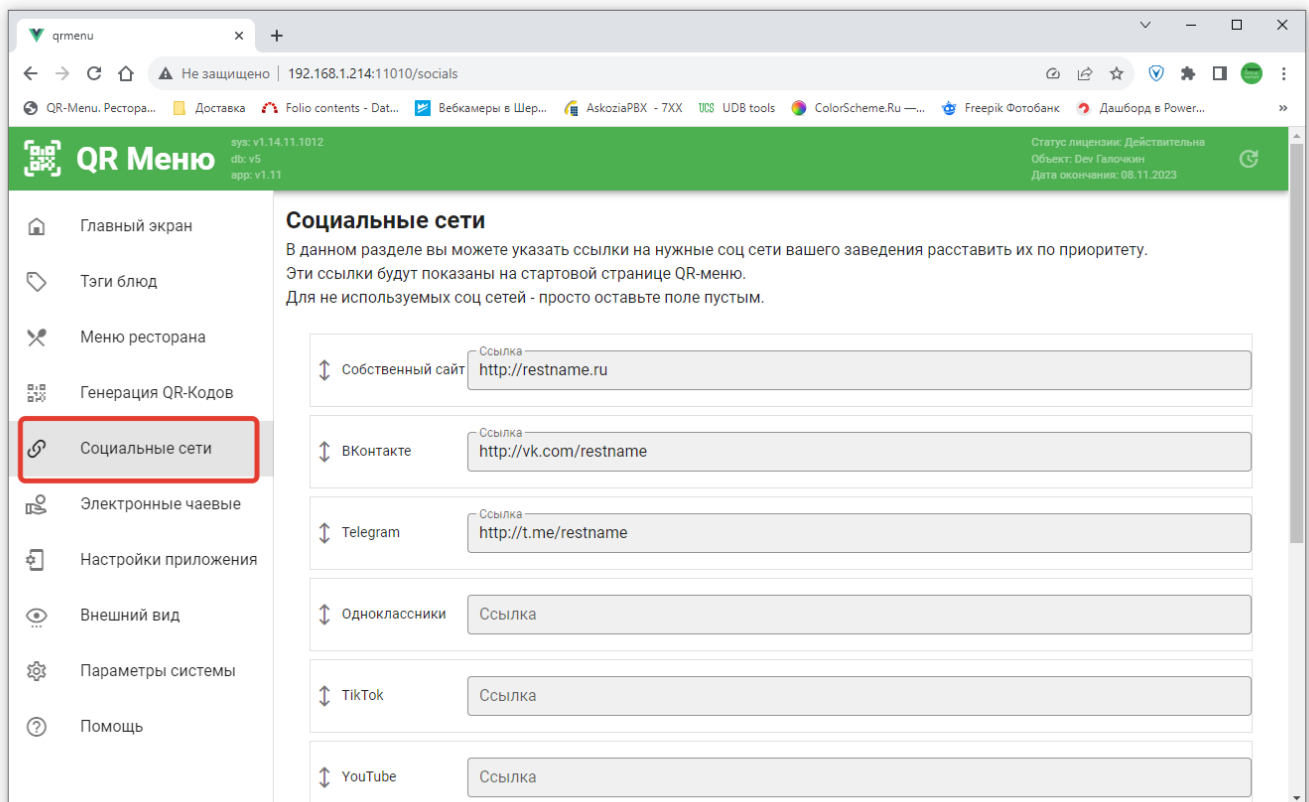 qrmenu
Не защищено
192.168.1.214:11010/socials
QR-Menu. Рестора...
Доставка
Folio contents - Dat...
Вебкамеры в Шер...
AskoziaPBX - 7XX
UCS UDB tools
ColorScheme.Ru —...
Freepik Фотобанк
Дашборд в Power...
»
QR Меню
sys: v1.14.11.1012
db: v5
app: v1.11
Статус лицензии: Действительна
Объект: Dev Галочкин
Дата окончания: 08.11.2023
Главный экран
Тэги блюд
Меню ресторана
Генерация QR-Кодов
Социальные сети
Электронные чаевые
Настройки приложения
Внешний вид
Параметры системы
Помощь
Социальные сети
В данном разделе вы можете указать ссылки на нужные соц сети вашего заведения расставить их по приоритету.
Эти ссылки будут показаны на стартовой странице QR-меню.
Для не используемых соц сетей - просто оставьте поле пустым.
Собственный сайт
Ссылка
http://restname.ru
ВКонтакте
Ссылка
http://vk.com/restname
Telegram
Ссылка
http://t.me/restname
Одноклассники
Ссылка
TikTok
Ссылка
YouTube
Ссылка